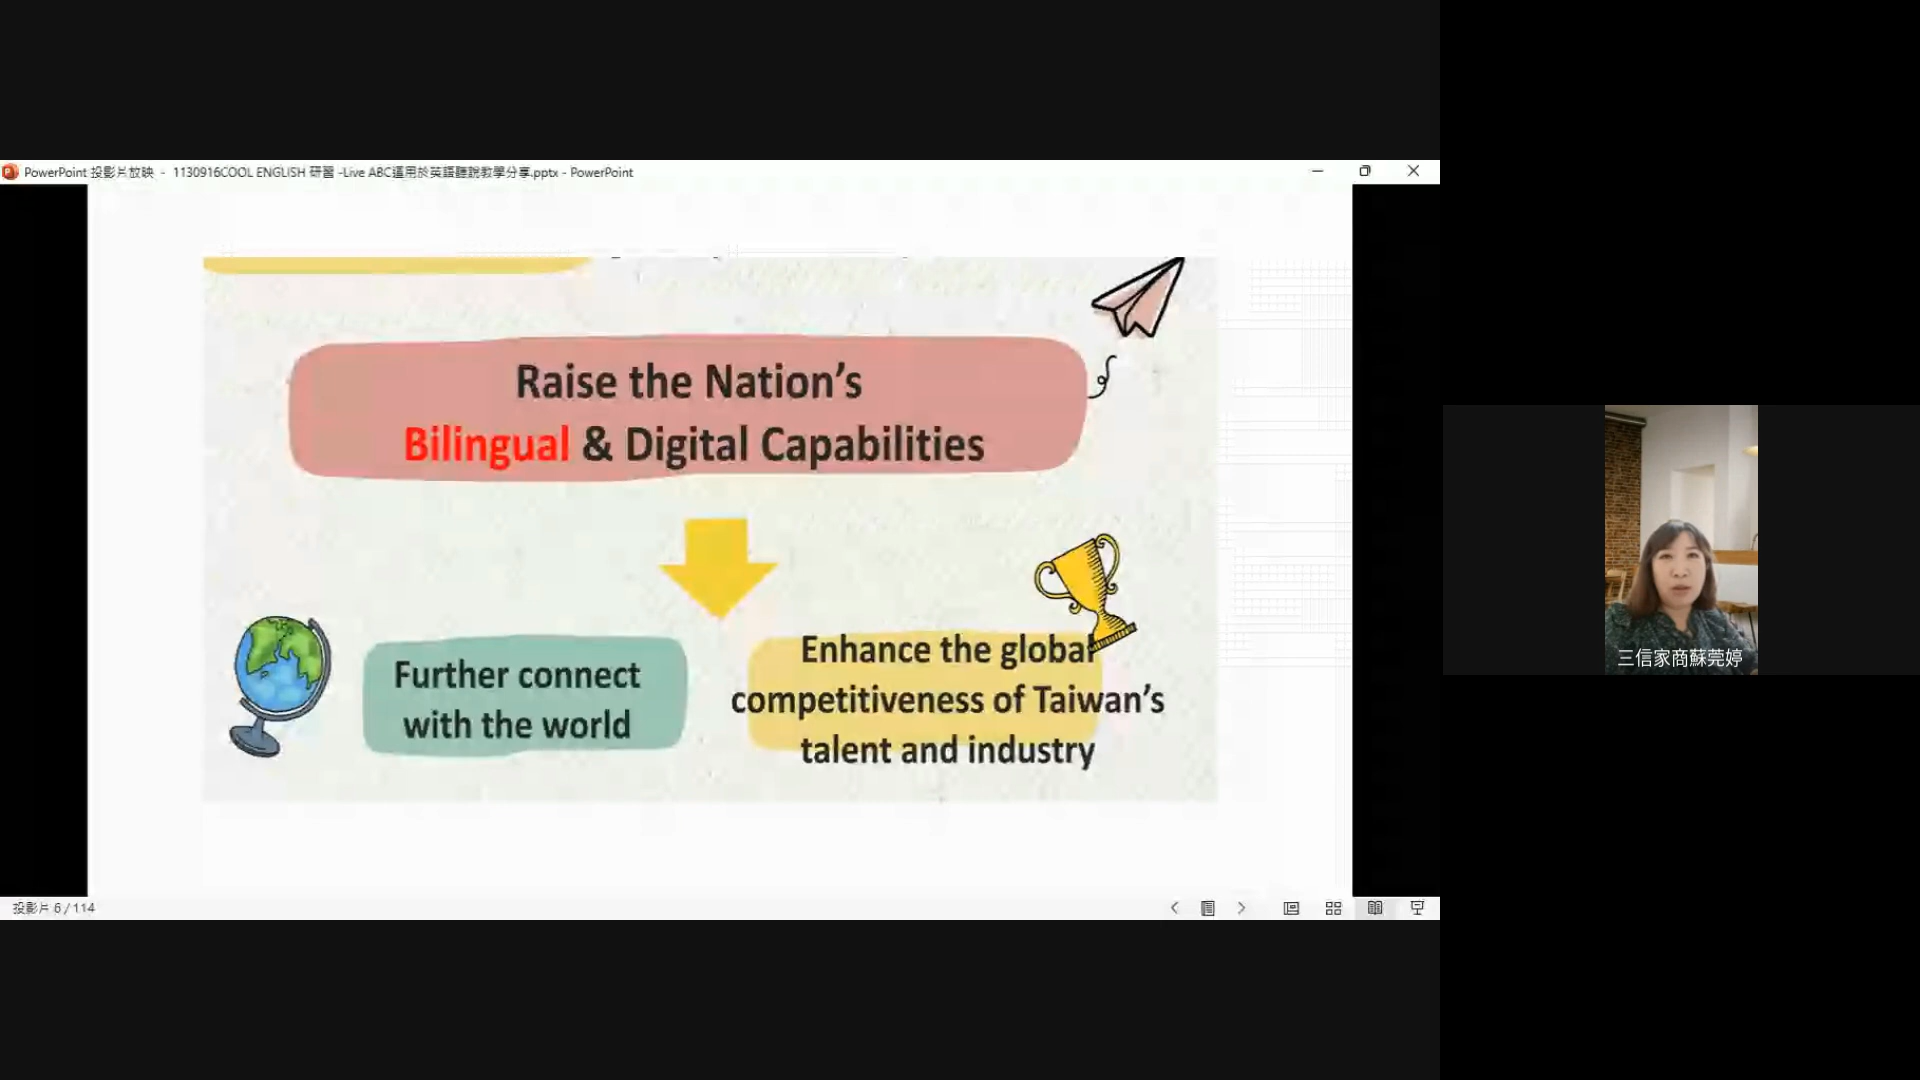 PowerPoint 投影片放映 - 1130916COOL ENGLISH 研習 -Live ABC運用於英語聽說教學分享.pptx - PowerPoint
Raise the Nation's
Bilingual & Digital Capabilities
Further connect
with the world
Enhance the global
competitiveness of Taiwan's
talent and industry
三信家商蘇莞婷
投影片 6 / 114